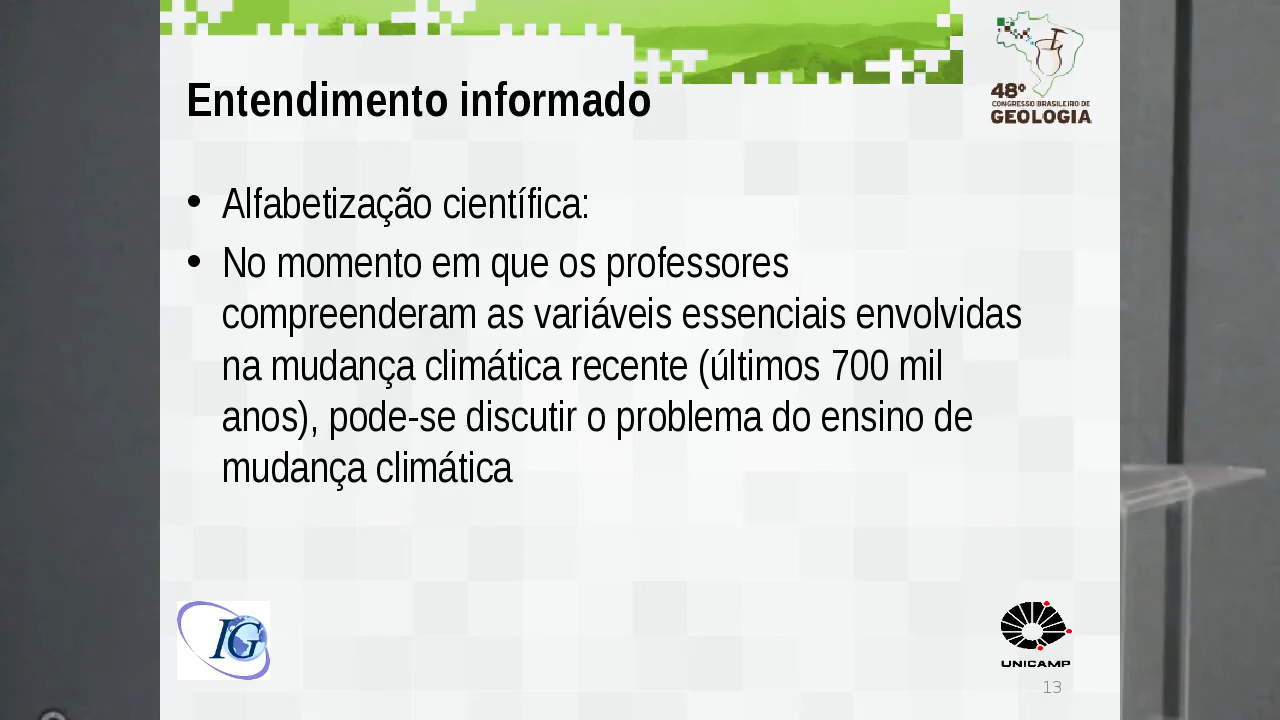 48º
CONGRESSO BRASILEIRO DE
GEOLOGIA
Entendimento informado
• Alfabetização científica:
• No momento em que os professores
compreenderam as variáveis essenciais envolvidas
na mudança climática recente (últimos 700 mil
anos), pode-se discutir o problema do ensino de
mudança climática
IG
UNICAMP
13